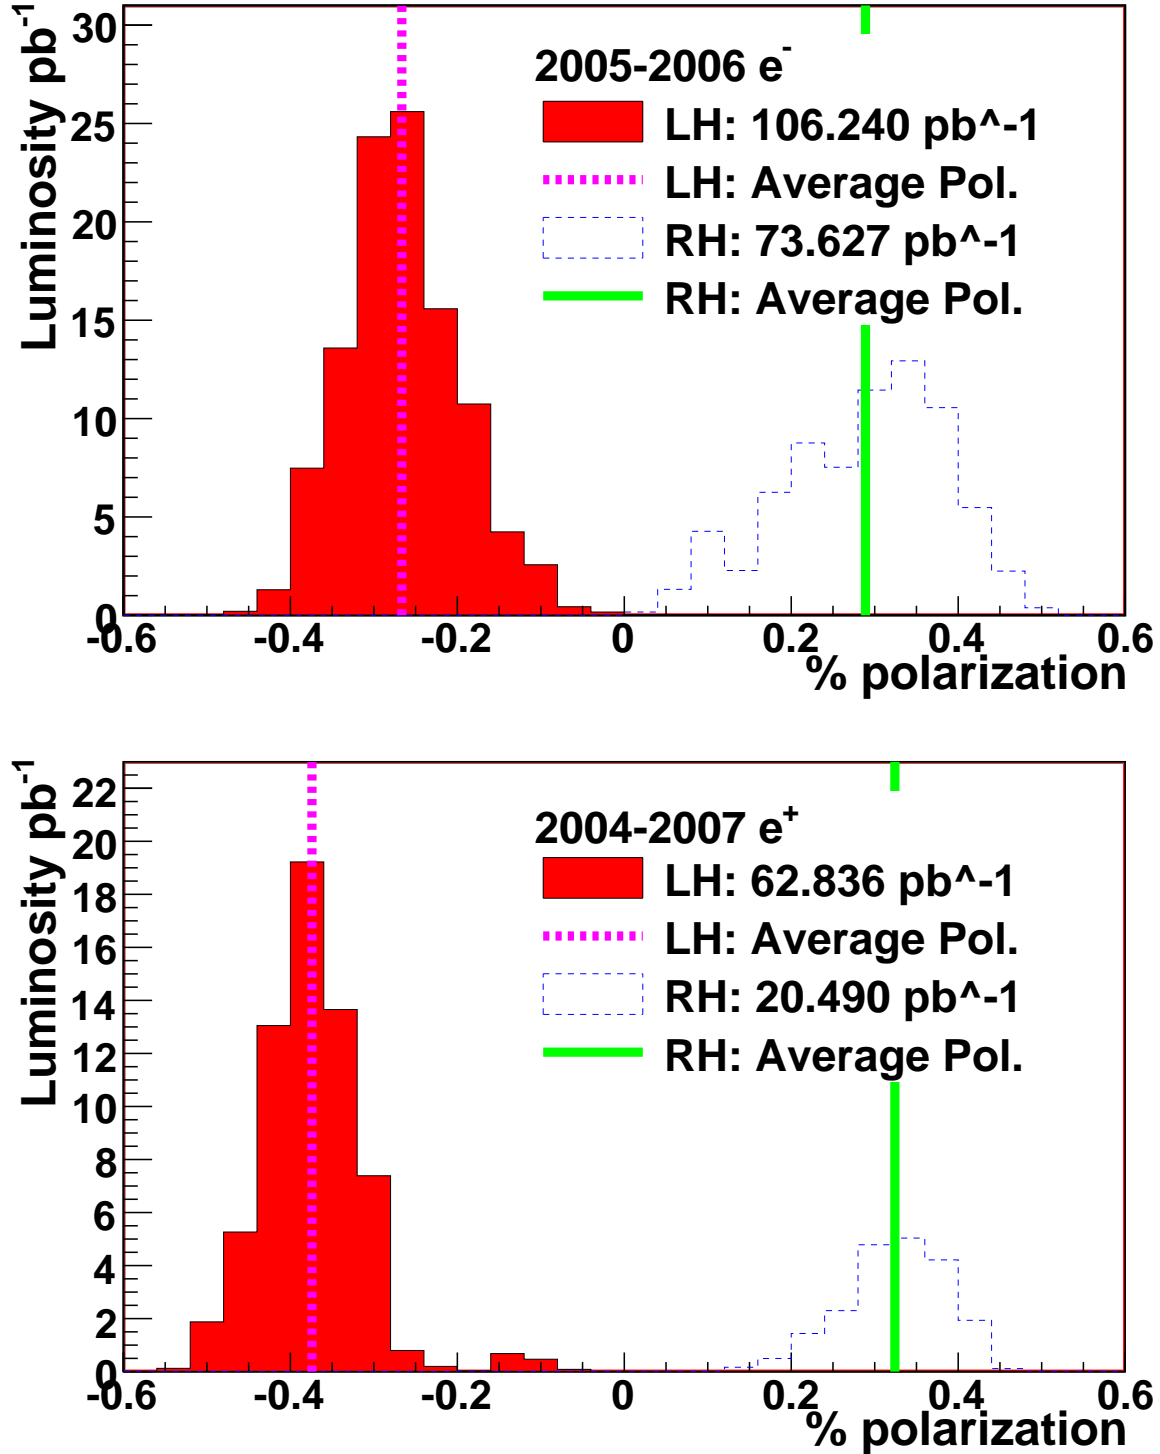 Luminosity pb-1
30
25
20
15
10
5
0
2005-2006 e-
LH: 106.240 pb^-1
LH: Average Pol.
RH: 73.627 pb^-1
RH: Average Pol.
-0.6 -0.4 -0.2 0 0.2 0.4 0.6
% polarization
Luminosity pb-1
22
20
18
16
14
12
10
8
6
4
2
0
2004-2007 e+
LH: 62.836 pb^-1
LH: Average Pol.
RH: 20.490 pb^-1
RH: Average Pol.
-0.6 -0.4 -0.2 0 0.2 0.4 0.6
% polarization